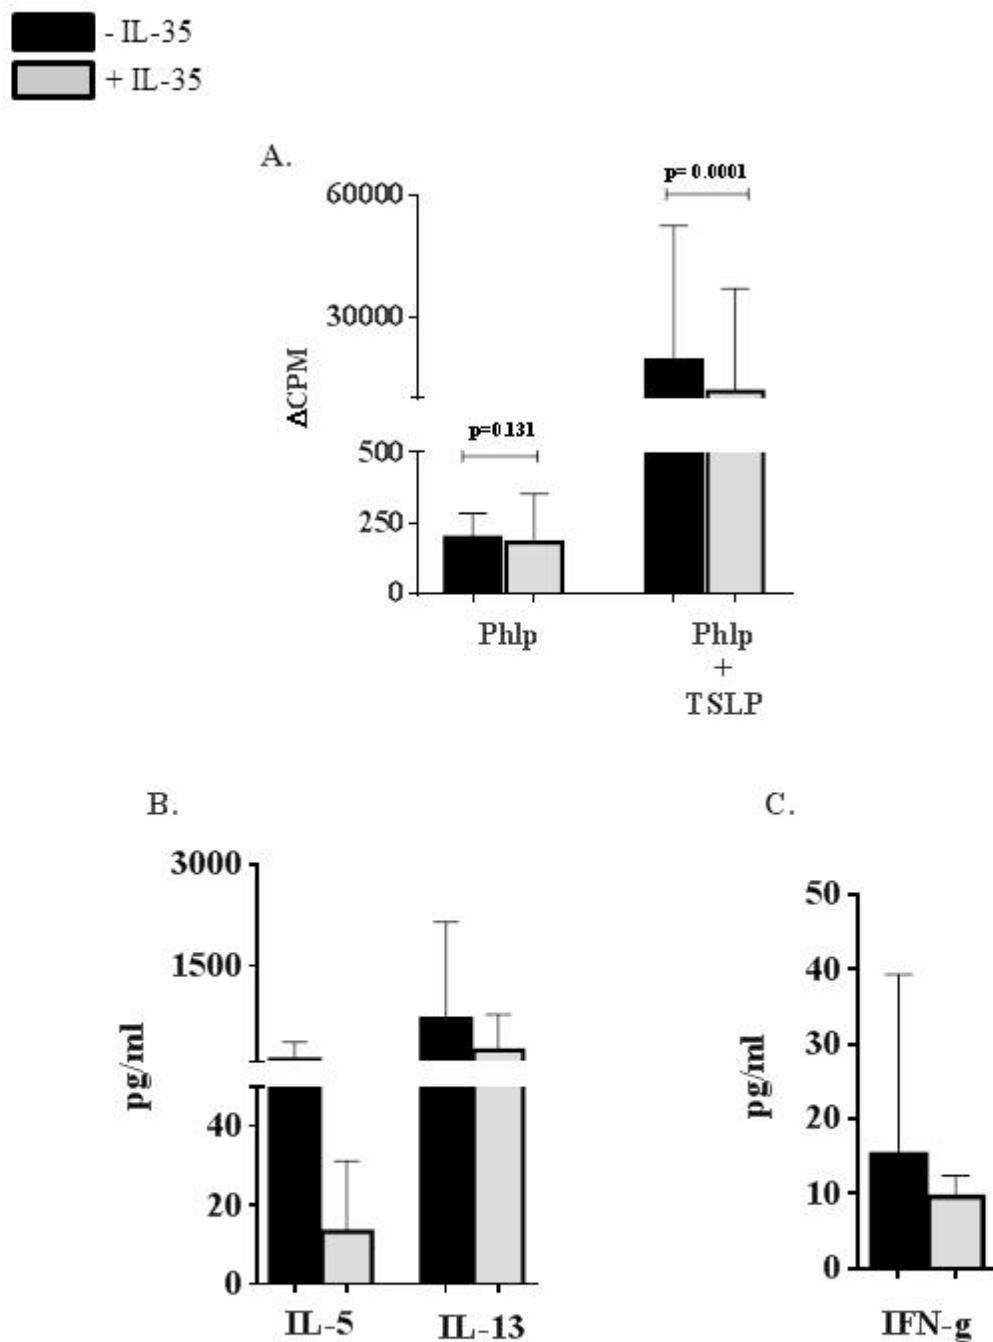 - IL-35
+ IL-35
A.
p= 0.0001
60000
30000
ΔCPM
p=0.131
500
250
0
Phlp
Phlp
+
TSLP
B.
C.
3000
1500
pg/ml
40
20
0
IL-5
IL-13
50
40
30
pg/ml
20
10
0
IFN-g